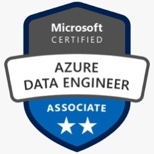 Microsoft
CERTIFIED
AZURE
DATA ENGINEER
ASSOCIATE